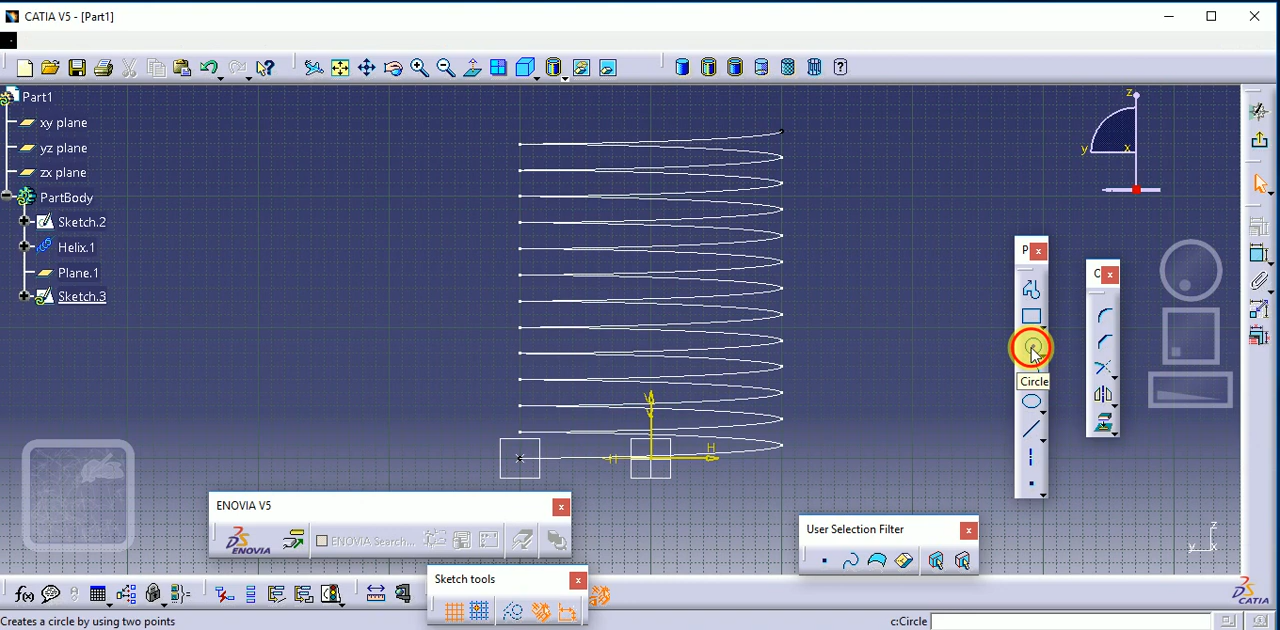 CATIA V5 - [Part1]
Part1
xy plane
yz plane
zx plane
PartBody
Sketch.2
Helix.1
Plane.1
Sketch.3
z
y
x
P
C
Circle
V
H
ENOVIA V5
ENOVIA Search...
ENOVIA
User Selection Filter
Sketch tools
z
y
x
f(x)
CATIA
Creates a circle by using two points
c:Circle